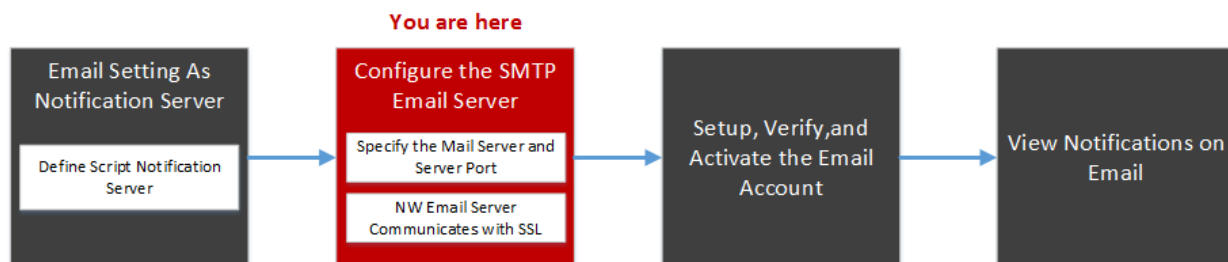 You are here
Email Setting As
Notification Server
Define Script Notification
Server
Configure the SMTP
Email Server
Specify the Mail Server and
Server Port
NW Email Server
Communicates with SSL
Setup, Verify,and
Activate the Email
Account
View Notifications on
Email